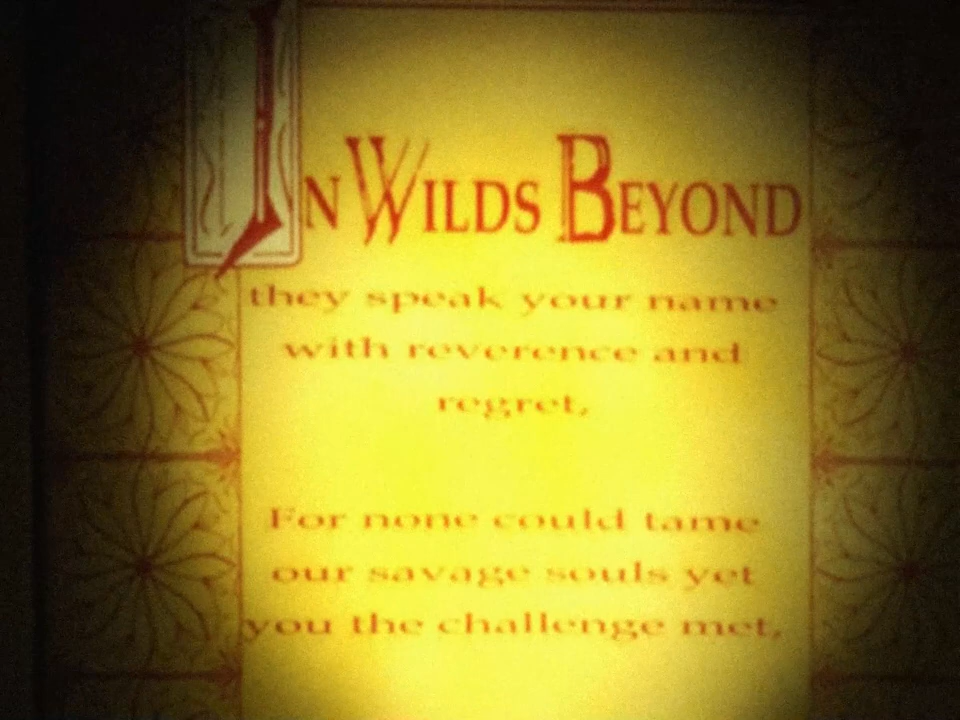 In Wilds Beyond
they speak your name
with reverence and
regret,
For none could tame
our savage souls yet
you the challenge met,